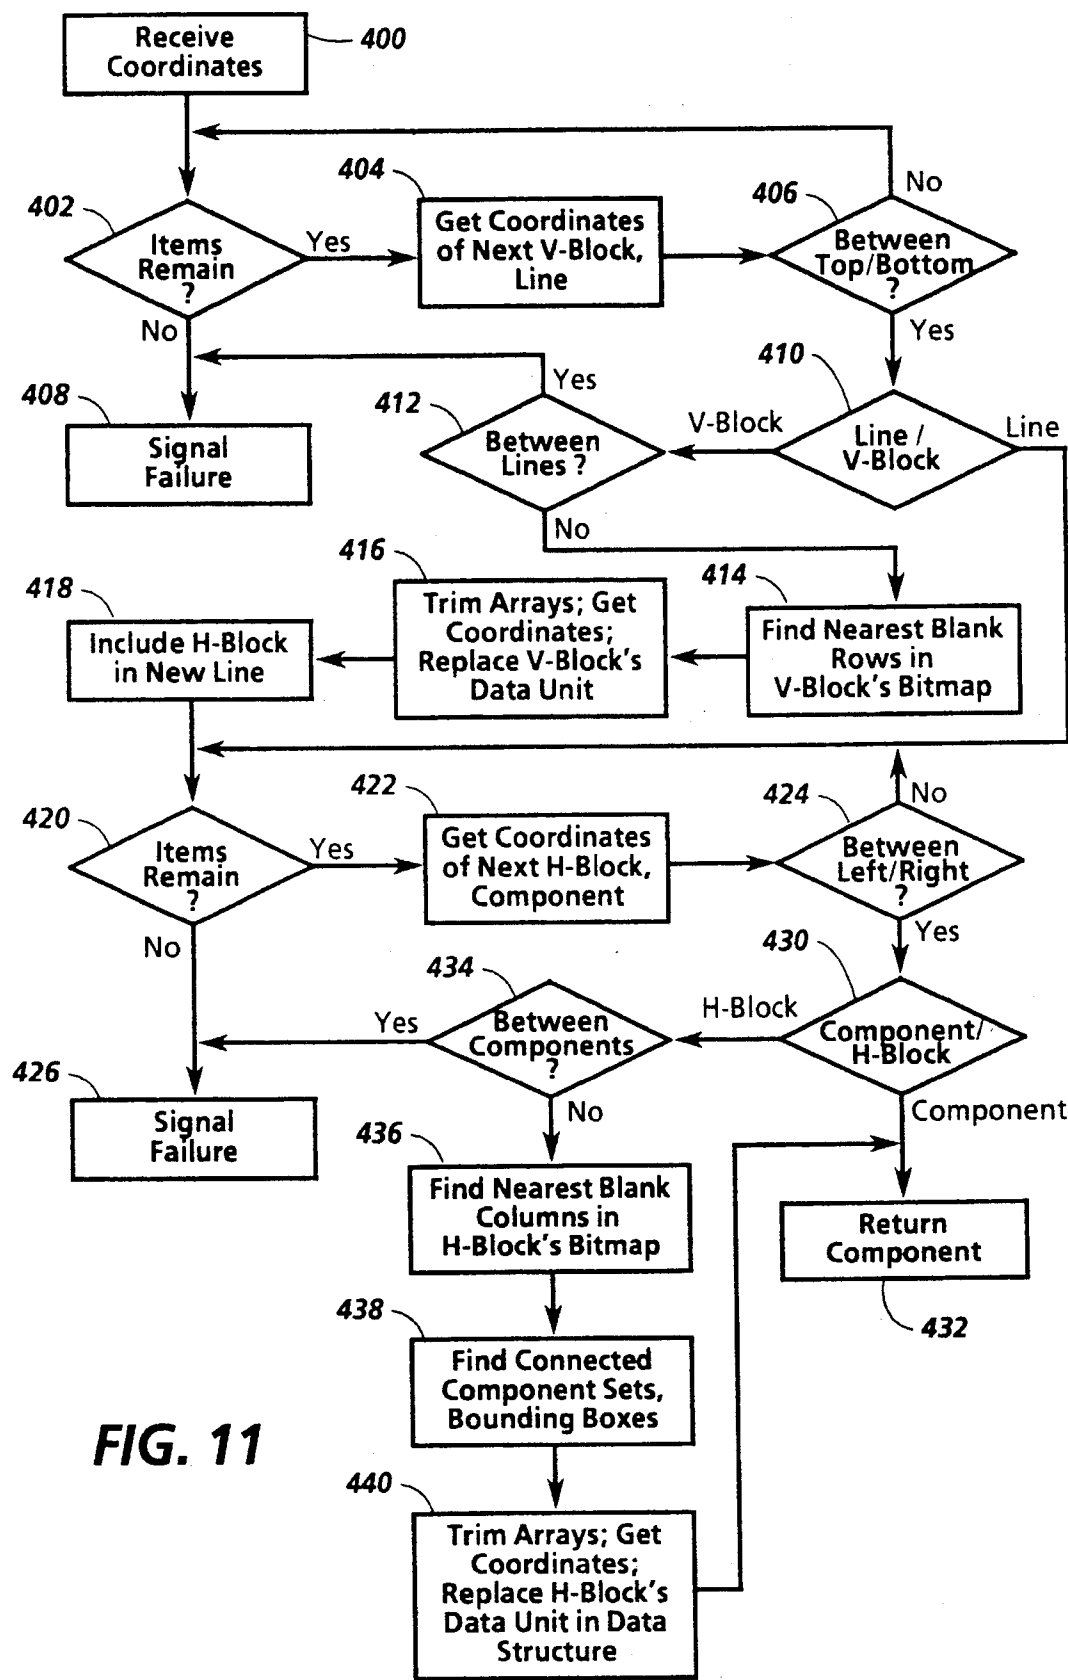 Receive
Coordinates
400
402
Items
Remain
?
Yes
No
404
Get Coordinates
of Next V-Block,
Line
406
Between
Top/Bottom
?
No
Yes
408
Signal
Failure
410
Line /
V-Block
V-Block
Line
412
Between
Lines ?
Yes
No
414
Find Nearest Blank
Rows in
V-Block's Bitmap
416
Trim Arrays; Get
Coordinates;
Replace V-Block's
Data Unit
418
Include H-Block
in New Line
420
Items
Remain
?
Yes
No
422
Get Coordinates
of Next H-Block,
Component
424
Between
Left/Right
?
No
Yes
426
Signal
Failure
430
Component/
H-Block
H-Block
Component
432
Return
Component
434
Between
Components
?
Yes
No
436
Find Nearest Blank
Columns in
H-Block's Bitmap
438
Find Connected
Component Sets,
Bounding Boxes
440
Trim Arrays; Get
Coordinates;
Replace H-Block's
Data Unit in Data
Structure
FIG. 11